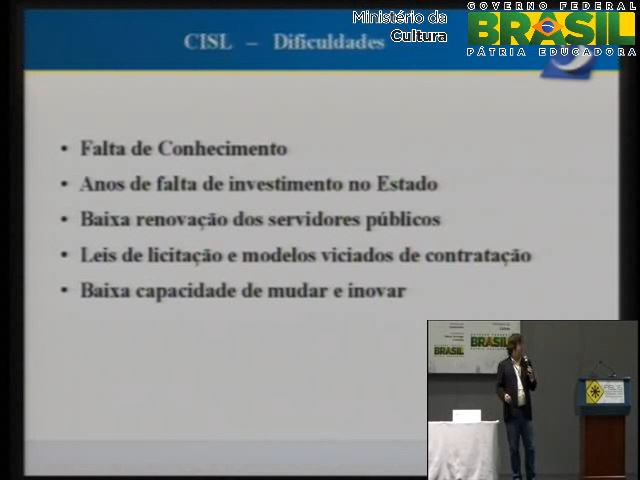 GOVERNO FEDERAL
Ministério da
Cultura
BRASIL
PÁTRIA EDUCADORA
CISL – Dificuldades
• Falta de Conhecimento
• Anos de falta de investimento no Estado
• Baixa renovação dos servidores públicos
• Leis de licitação e modelos viciados de contratação
• Baixa capacidade de mudar e inovar
BRASIL
BRASIL